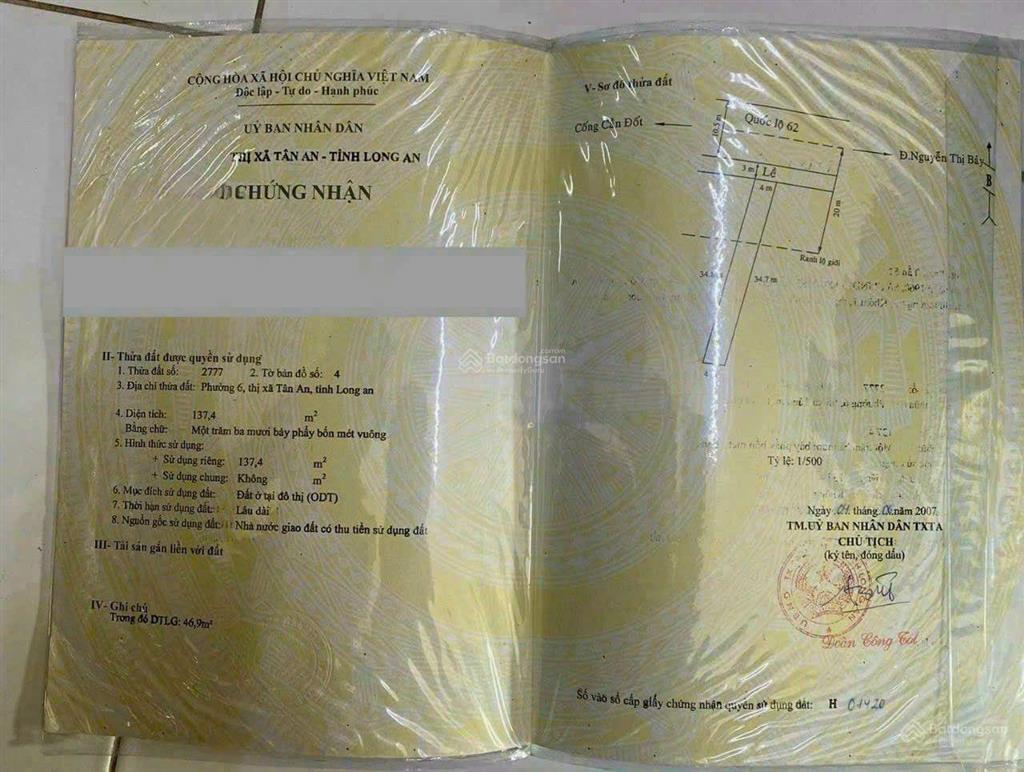 CỘNG HÒA XÃ HỘI CHỦ NGHĨA VIỆT NAM
Độc lập - Tự do - Hạnh phúc
UỶ BAN NHÂN DÂN
THỊ XÃ TÂN AN - TỈNH LONG AN
CHỨNG NHẬN
II- Thửa đất được quyền sử dụng
1. Thửa đất số: 2777 2. Tờ bản đồ số: 4
3. Địa chỉ thửa đất: Phường 6, thị xã Tân An, tỉnh Long an
4. Diện tích: 137,4 m²
Bằng chữ: Một trăm ba mươi bảy phẩy bốn mét vuông
5. Hình thức sử dụng:
+ Sử dụng riêng: 137,4 m²
+ Sử dụng chung: Không m²
6. Mục đích sử dụng đất: Đất ở tại đô thị (ODT)
7. Thời hạn sử dụng đất: Lâu dài
8. Nguồn gốc sử dụng đất: Nhà nước giao đất có thu tiền sử dụng đất
III- Tài sản gắn liền với đất
IV- Ghi chú
Trong đó DTLG: 46,9m²
V- Sơ đồ thửa đất
Cống Cần Đốt
10.5 m
Quốc lộ 62
Đ.Nguyễn Thị Bảy
B
3 m
Lề
4 m
20 m
Ranh lộ giới
34.7 m
Batdongsan
by PropertyGuru
Tỷ lệ: 1/500
Ngày tháng năm 2007
TM.UỶ BAN NHÂN DÂN TXTA
CHỦ TỊCH
(ký tên, đóng dấu)
Đoàn Công Tới
Số vào sổ cấp giấy chứng nhận quyền sử dụng đất: H 01420
Batdongsan